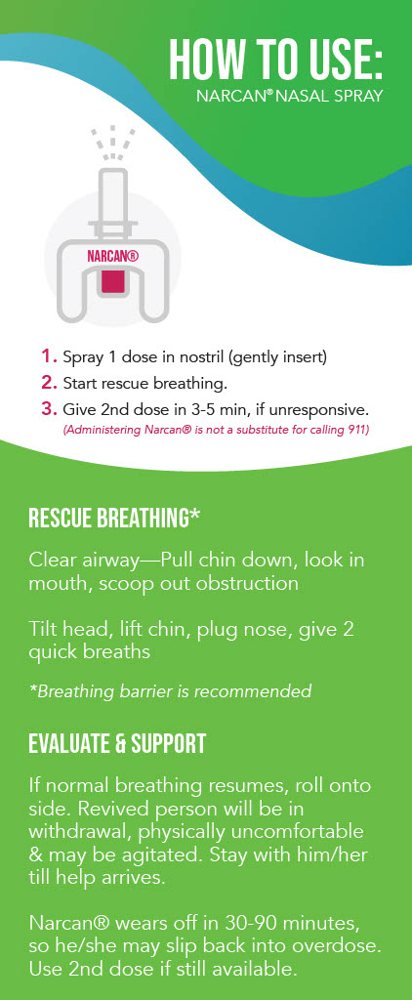 HOW TO USE:
NARCAN® NASAL SPRAY
NARCAN®
1. Spray 1 dose in nostril (gently insert)
2. Start rescue breathing.
3. Give 2nd dose in 3-5 min, if unresponsive.
(Administering Narcan® is not a substitute for calling 911)
RESCUE BREATHING*
Clear airway—Pull chin down, look in
mouth, scoop out obstruction
Tilt head, lift chin, plug nose, give 2
quick breaths
*Breathing barrier is recommended
EVALUATE & SUPPORT
If normal breathing resumes, roll onto
side. Revived person will be in
withdrawal, physically uncomfortable
& may be agitated. Stay with him/her
till help arrives.
Narcan® wears off in 30-90 minutes,
so he/she may slip back into overdose.
Use 2nd dose if still available.